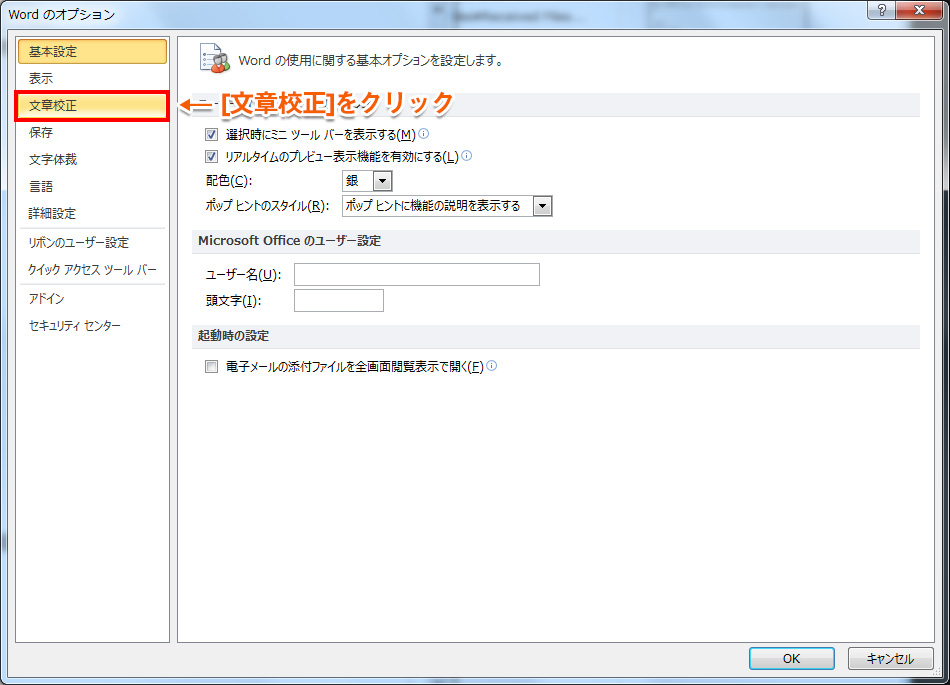 Word のオプション
基本設定
表示
文章校正
保存
文字体裁
言語
詳細設定
リボンのユーザー設定
クイック アクセス ツール バー
アドイン
セキュリティ センター
Word の使用に関する基本オプションを設定します。
[文章校正]をクリック
選択時にミニ ツール バーを表示する(M)
リアルタイムのプレビュー表示機能を有効にする(L)
配色(C): 銀
ポップ ヒントのスタイル(R): ポップ ヒントに機能の説明を表示する
Microsoft Office のユーザー設定
ユーザー名(U):
頭文字(I):
起動時の設定
電子メールの添付ファイルを全画面閲覧表示で開く(F)
OK キャンセル